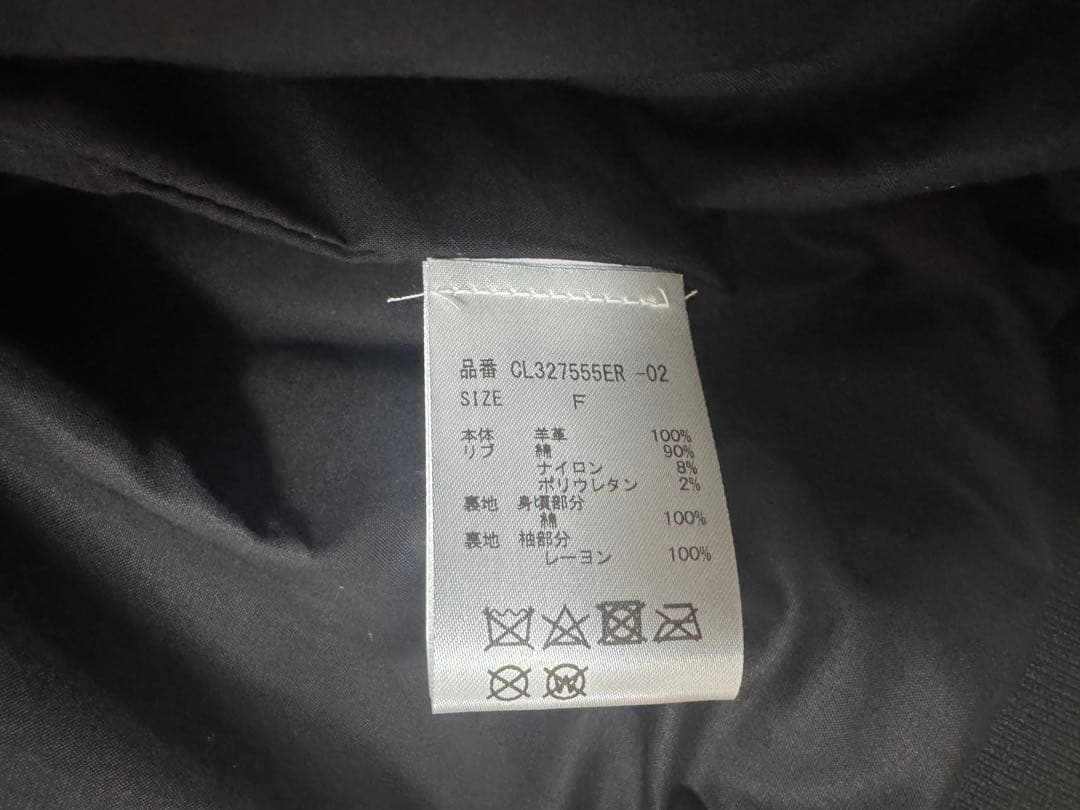 品番 CL327555ER -02
SIZE F
本体 羊革 100%
リブ 綿 90%
ナイロン 8%
ポリウレタン 2%
裏地 身頃部分
綿 100%
裏地 袖部分
レーヨン 100%
W